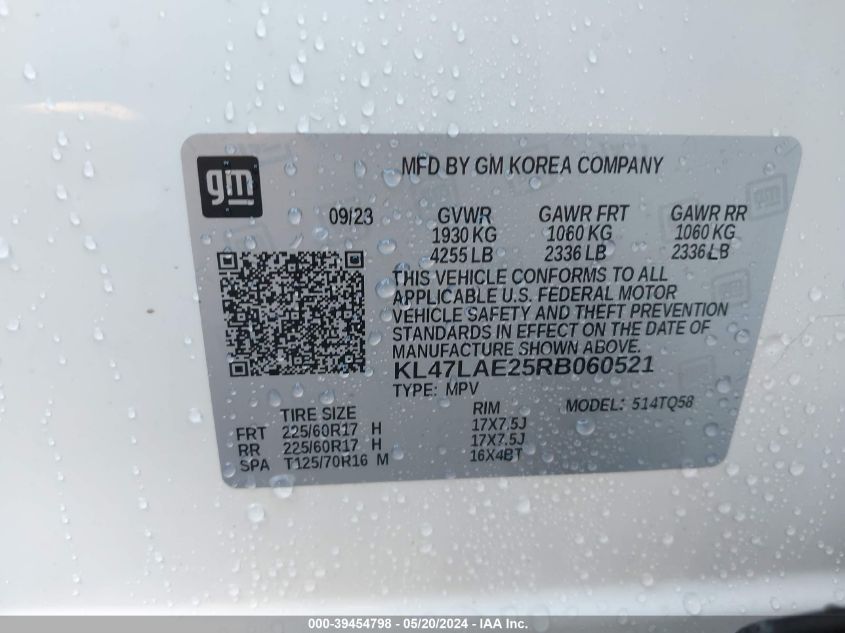 gm
MFD BY GM KOREA COMPANY
09/23 GVWR GAWR FRT GAWR RR
1930 KG 1060 KG 1060 KG
4255 LB 2336 LB 2336 LB
THIS VEHICLE CONFORMS TO ALL
APPLICABLE U.S. FEDERAL MOTOR
VEHICLE SAFETY AND THEFT PREVENTION
STANDARDS IN EFFECT ON THE DATE OF
MANUFACTURE SHOWN ABOVE.
KL47LAE25RB060521
TYPE: MPV
MODEL: 514TQ58
TIRE SIZE RIM
FRT 225/60R17 H 17X7.5J
RR 225/60R17 H 17X7.5J
SPA T125/70R16 M 16X4BT
000-39454798 - 05/20/2024 - IAA Inc.